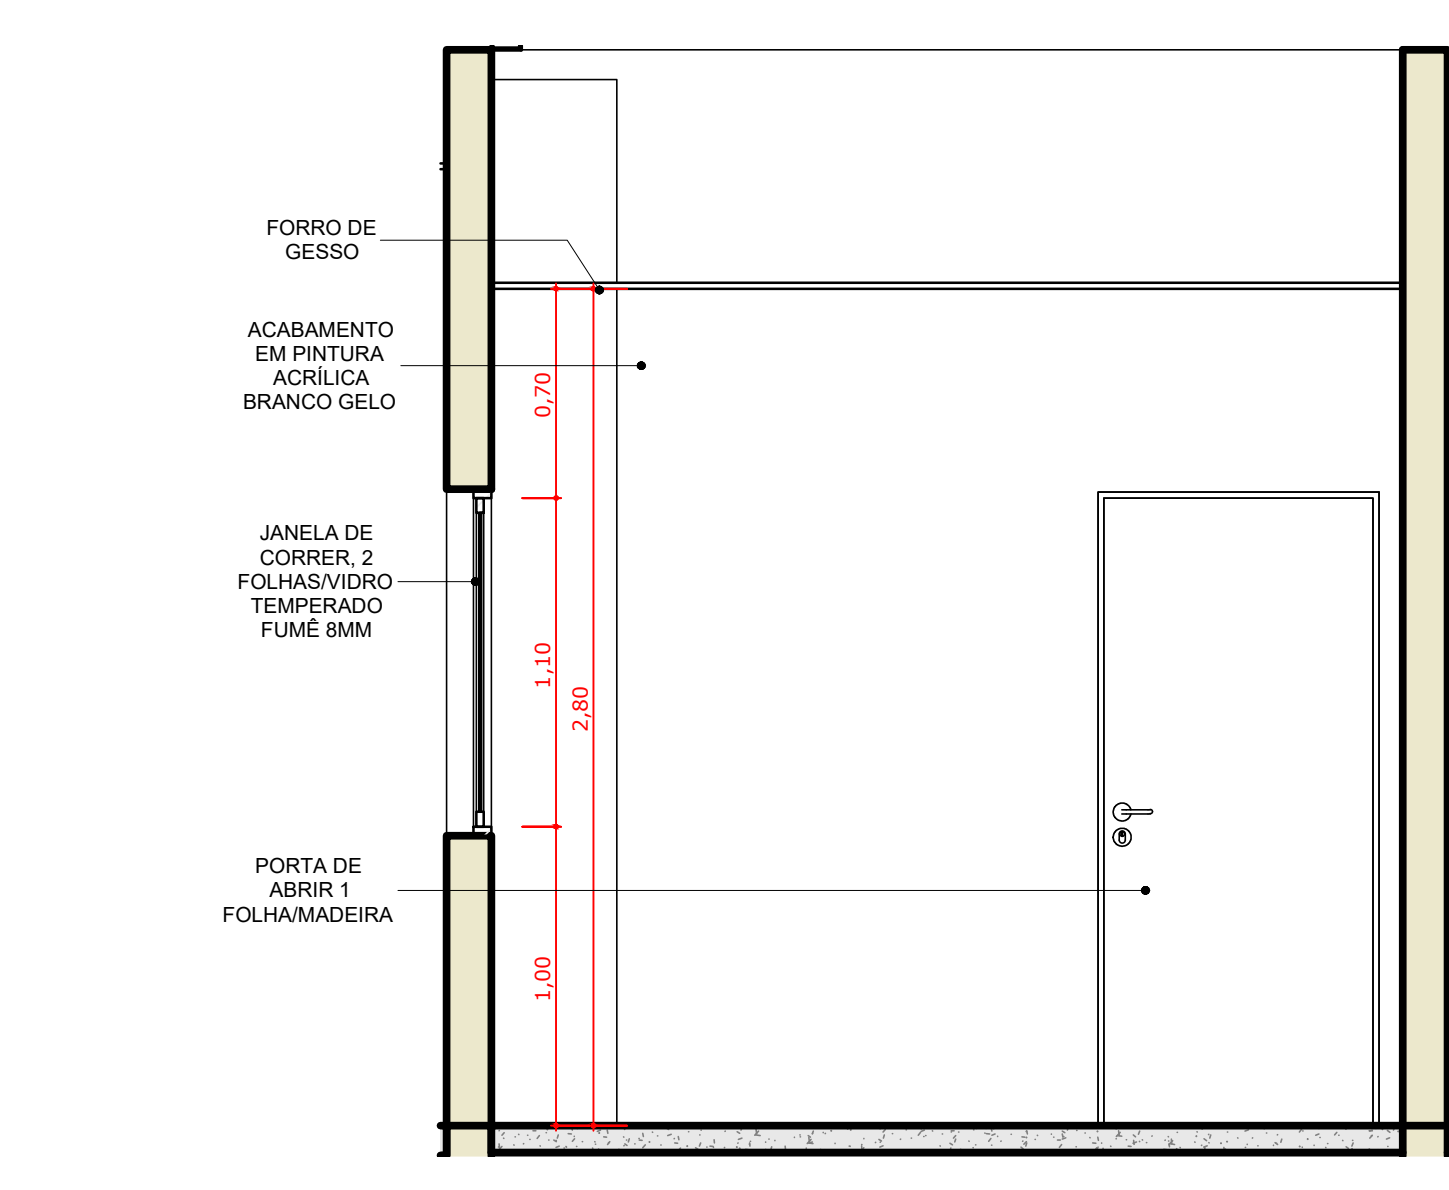 FORRO DE
GESSO
ACABAMENTO
EM PINTURA
ACRÍLICA
BRANCO GELO
0,70
JANELA DE
CORRER, 2
FOLHAS/VIDRO
TEMPERADO
FUMÊ 8MM
1,10
2,80
PORTA DE
ABRIR 1
FOLHA/MADEIRA
1,00